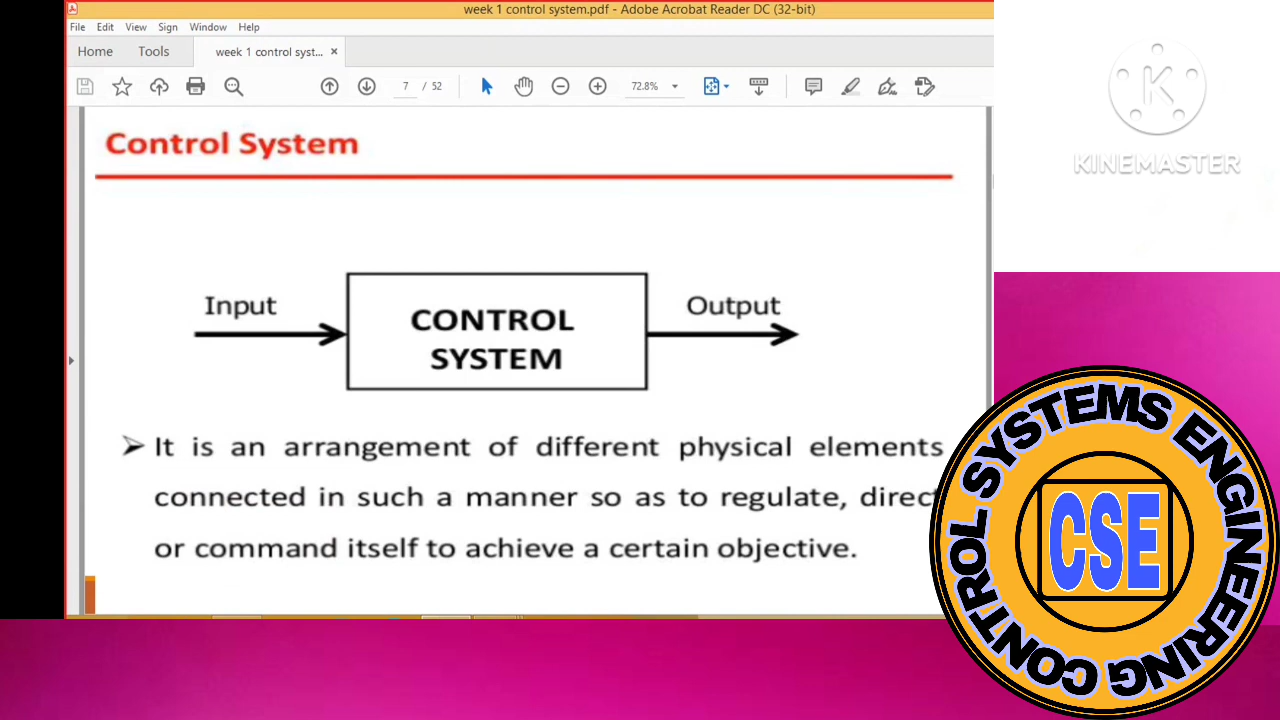 week 1 control system.pdf - Adobe Acrobat Reader DC (32-bit)
File Edit View Sign Window Help
Home Tools week 1 control syst... ×
7 / 52 72.8%
KINEMASTER
Control System
Input
CONTROL
SYSTEM
Output
➢ It is an arrangement of different physical elements
connected in such a manner so as to regulate, direct
or command itself to achieve a certain objective.
CONTROL SYSTEMS ENGINEERING
CSE